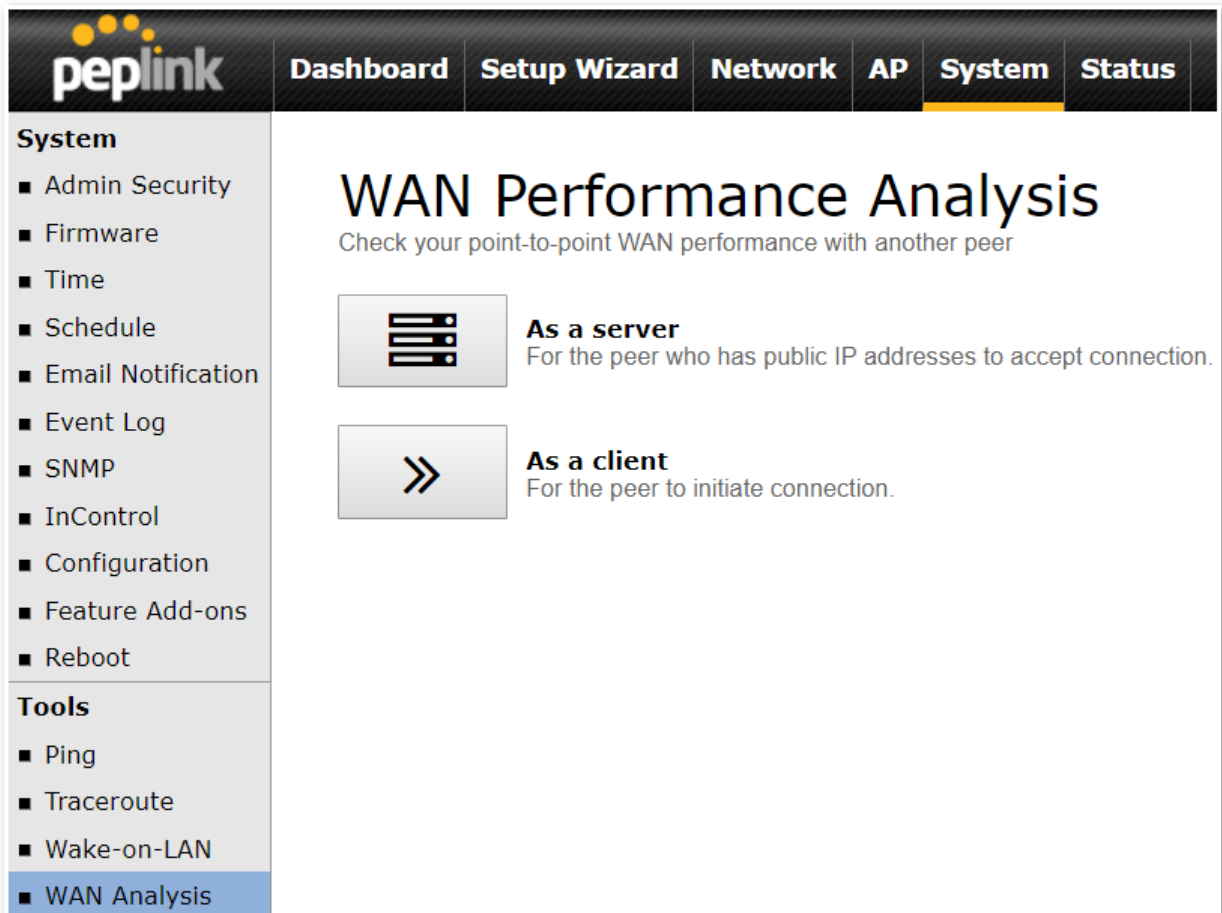 peplink
Dashboard Setup Wizard Network AP System Status
System
Admin Security
Firmware
Time
Schedule
Email Notification
Event Log
SNMP
InControl
Configuration
Feature Add-ons
Reboot
Tools
Ping
Traceroute
Wake-on-LAN
WAN Analysis
WAN Performance Analysis
Check your point-to-point WAN performance with another peer
As a server
For the peer who has public IP addresses to accept connection.
As a client
For the peer to initiate connection.